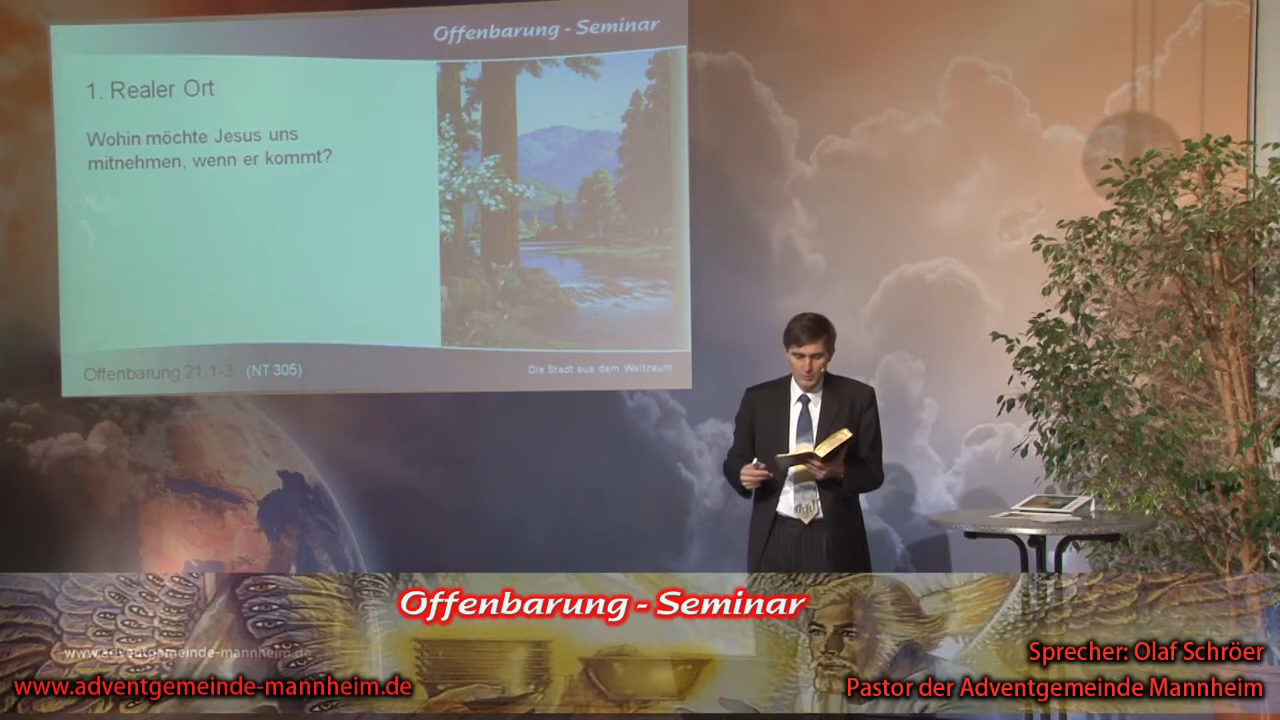 Offenbarung - Seminar
1. Realer Ort
Wohin möchte Jesus uns
mitnehmen, wenn er kommt?
Offenbarung 21,1-3 (NT 305)
Die Stadt aus dem Weltraum
Offenbarung - Seminar
www.adventgemeinde-mannheim.de
Sprecher: Olaf Schröer
www.adventgemeinde-mannheim.de
Pastor der Adventgemeinde Mannheim